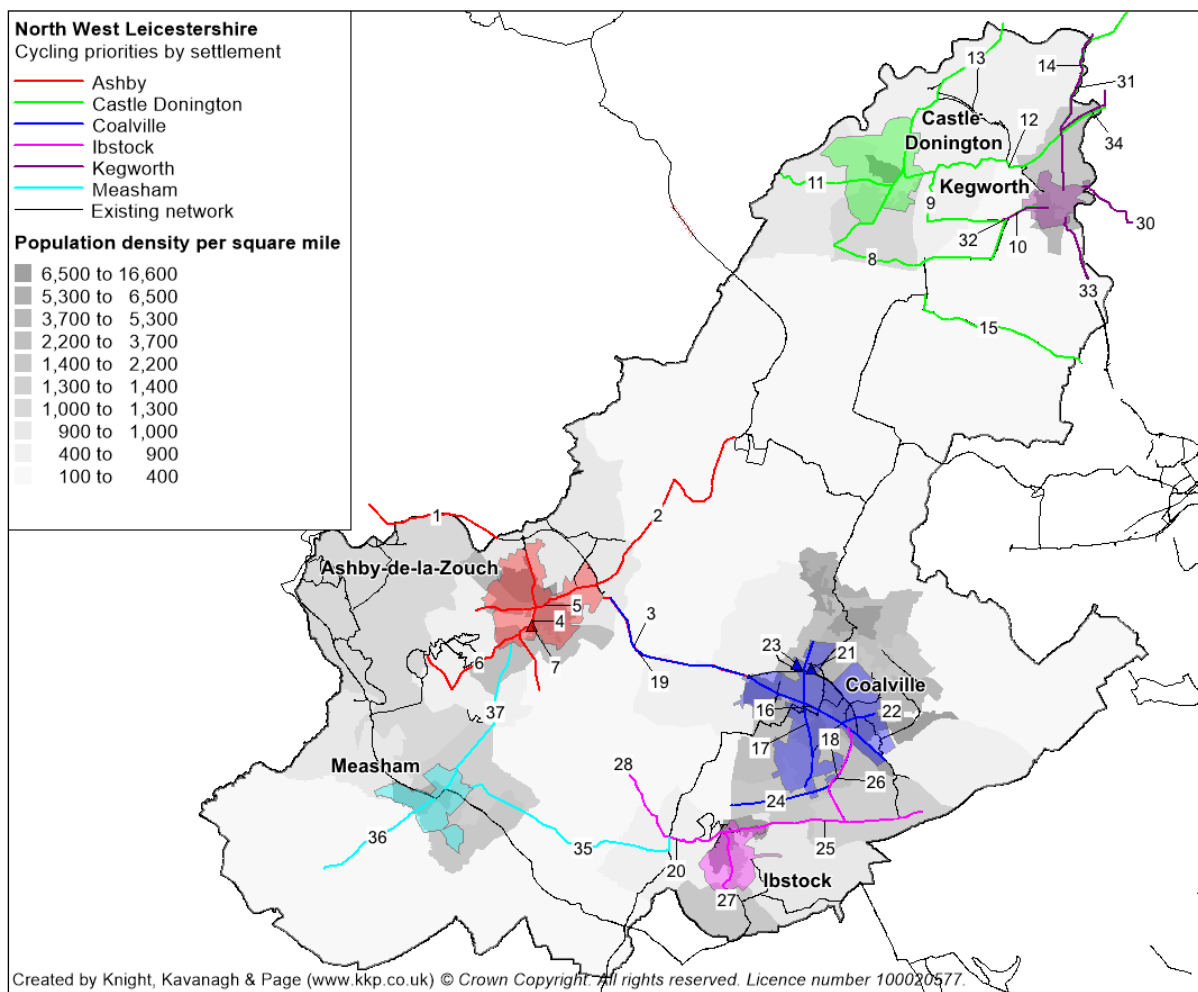 North West Leicestershire
Cycling priorities by settlement
Ashby
Castle Donington
Coalville
Ibstock
Kegworth
Measham
Existing network
Population density per square mile
6,500 to 16,600
5,300 to 6,500
3,700 to 5,300
2,200 to 3,700
1,400 to 2,200
1,300 to 1,400
1,000 to 1,300
900 to 1,000
400 to 900
100 to 400
13
14
31
Castle
Donington
12
34
11
Kegworth
9
30
32
10
8
33
15
1
2
Ashby-de-la-Zouch
5
3
4
6
7
23
21
19
Coalville
16
22
37
17
18
Measham
28
26
24
36
35
25
20
Ibstock
27
Created by Knight, Kavanagh & Page (www.kkp.co.uk) © Crown Copyright. All rights reserved. Licence number 100020577.